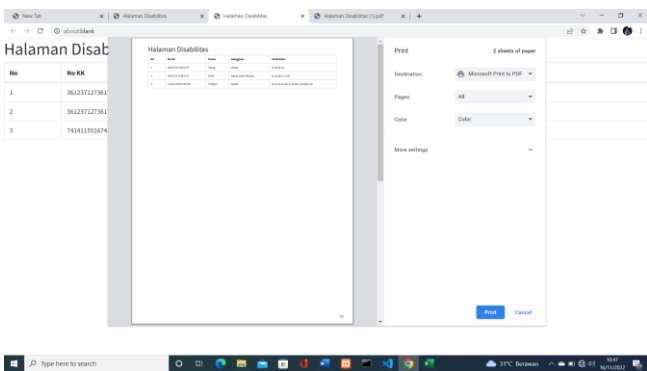 New Tab
Halaman Disabilitas
Halaman Disabilitas
Halaman Disabilitas (1).pdf
about:blank
Halaman Disab
No No KK
1 361237127361
2 361237127361
3 741411551674
Halaman Disabilitas
Print 2 sheets of paper
Destination Microsoft Print to PDF
Pages All
Color Color
More settings
Print Cancel
Type here to search
31°C Berawan
10:47
16/11/2022